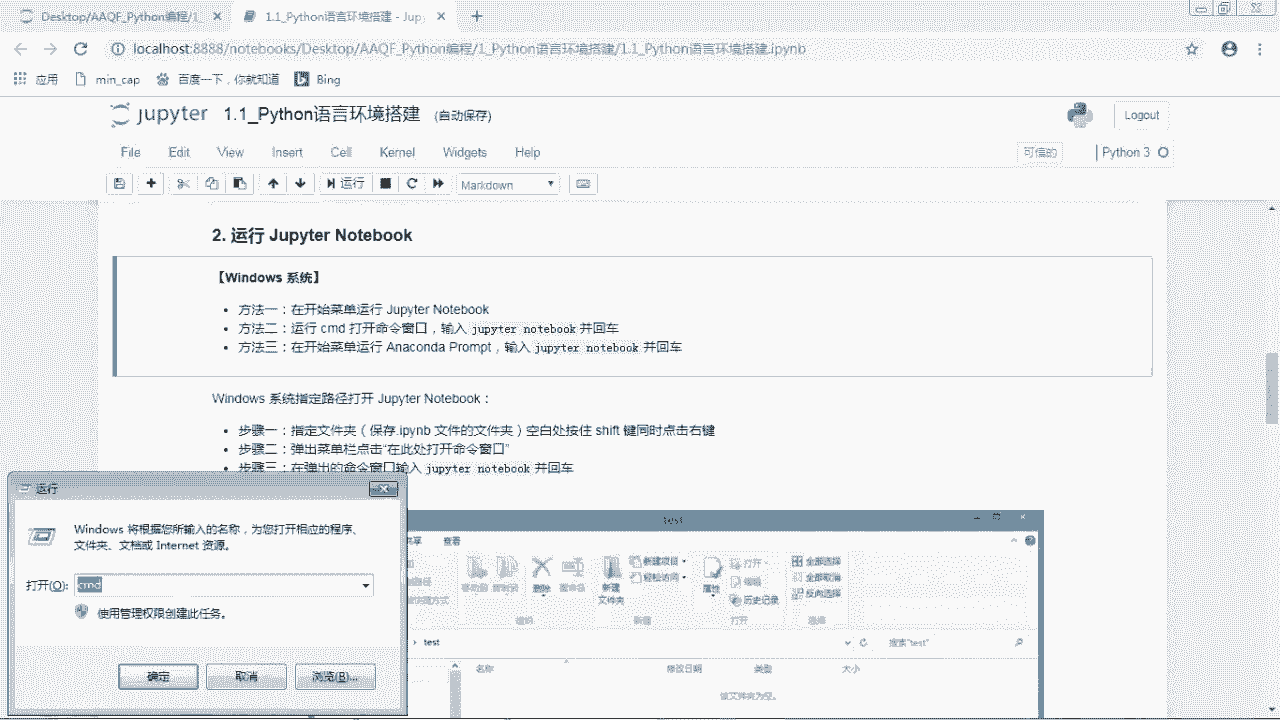 Desktop/AAQF_Python编程/1_
1.1_Python语言环境搭建 - Jup
localhost:8888/notebooks/Desktop/AAQF_Python编程/1_Python语言环境搭建/1.1_Python语言环境搭建.ipynb
应用 min_cap 百度一下，你就知道 Bing
jupyter 1.1_Python语言环境搭建 (自动保存) Logout
File Edit View Insert Cell Kernel Widgets Help 可信的 Python 3
运行 Markdown
2. 运行 Jupyter Notebook
【Windows 系统】
方法一：在开始菜单运行 Jupyter Notebook
方法二：运行 cmd 打开命令窗口，输入 jupyter notebook 并回车
方法三：在开始菜单运行 Anaconda Prompt，输入 jupyter notebook 并回车
Windows 系统指定路径打开 Jupyter Notebook：
步骤一：指定文件夹（保存.ipynb 文件的文件夹）空白处按住 shift 键同时点击右键
步骤二：弹出菜单栏点击“在此处打开命令窗口”
步骤三：在弹出的命令窗口输入 jupyter notebook 并回车
运行
Windows 将根据您所输入的名称，为您打开相应的程序、
文件夹、文档或 Internet 资源。
打开(O): cmd
使用管理权限创建此任务。
确定 取消 浏览(B)...
test
共享 查看
删除 重命名 新建 文件夹 新建项目 轻松访问 属性 打开 编辑 历史记录 全部选择 全部取消 反向选择
组织 新建 打开 选择
test 搜索"test"
名称 修改日期 类型 大小
该文件夹为空。